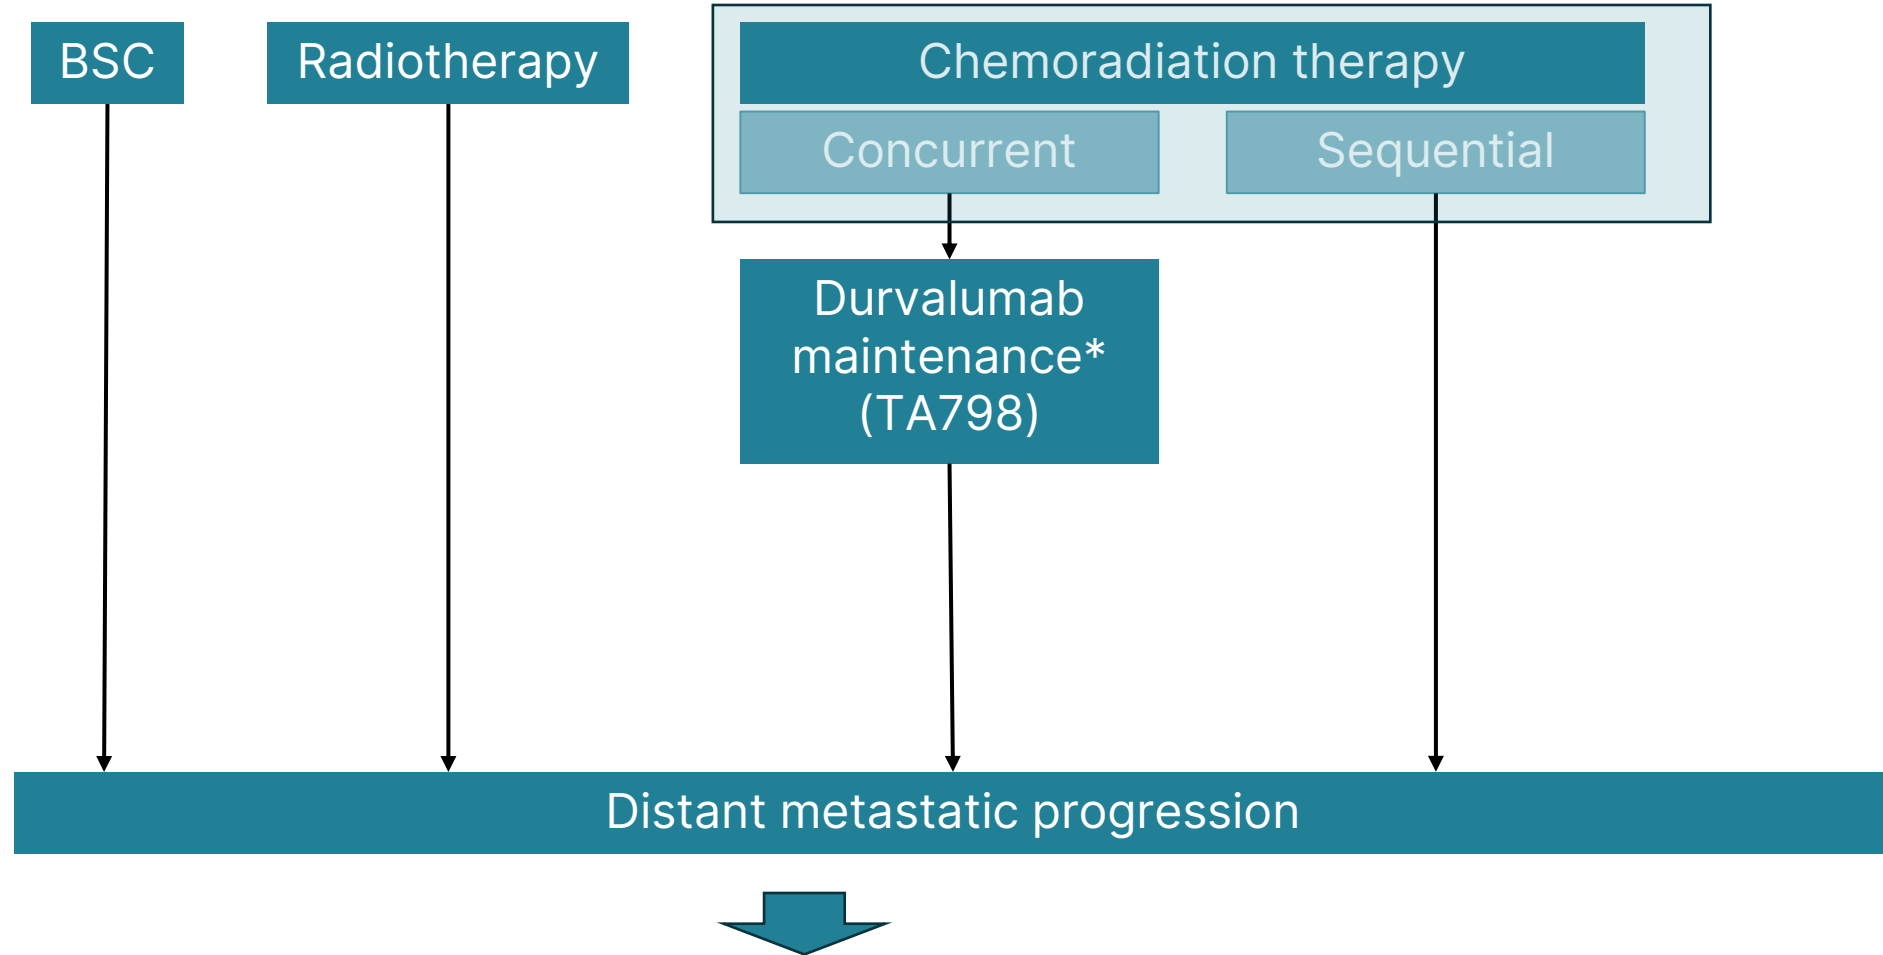 BSC
Radiotherapy
Chemoradiation therapy
Concurrent
Sequential
Durvalumab
maintenance*
(TA798)
Distant metastatic progression